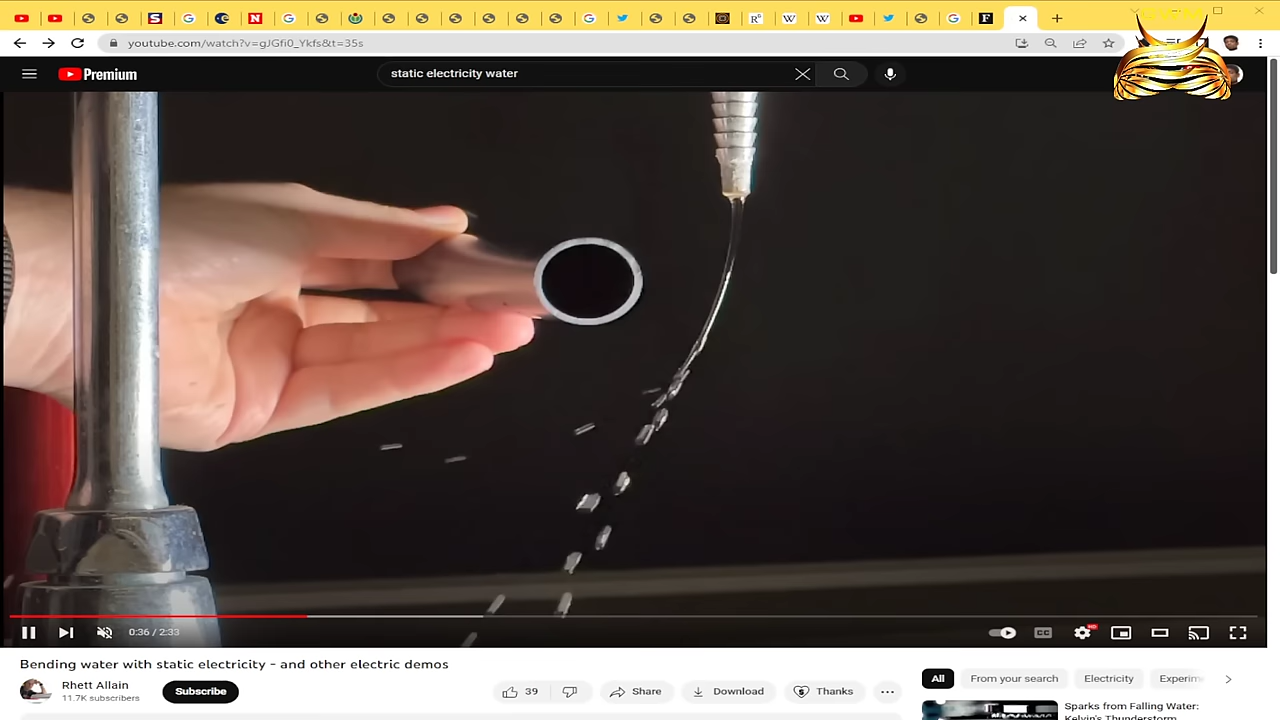 youtube.com/watch?v=gJGfi0_Ykfs&t=35s
Premium
static electricity water
0:36 / 2:33
CC
HD
Bending water with static electricity - and other electric demos
Rhett Allain
11.7K subscribers
Subscribe
39
Share
Download
Thanks
All
From your search
Electricity
Experim
Sparks from Falling Water:
Kelvin's Thunderstorm